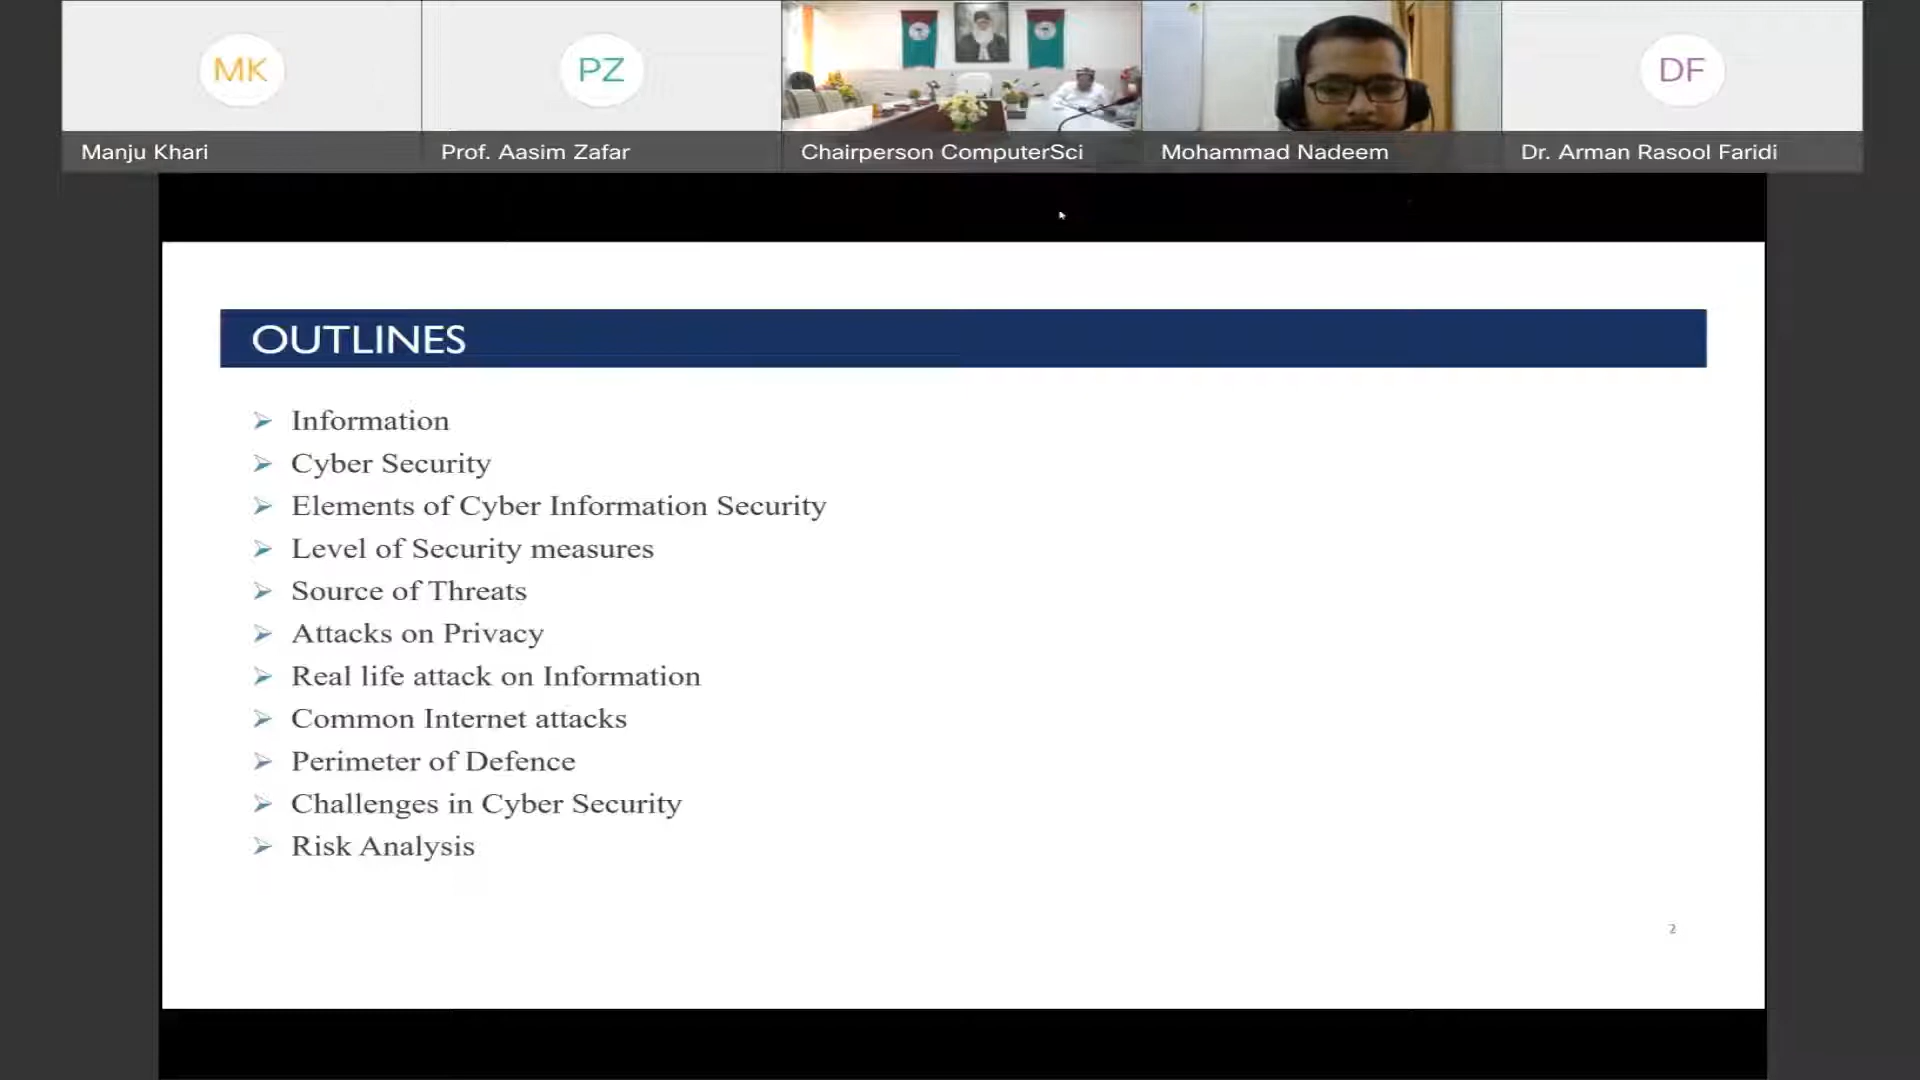 MK
PZ
DF
Manju Khari
Prof. Aasim Zafar
Chairperson ComputerSci
Mohammad Nadeem
Dr. Arman Rasool Faridi
OUTLINES
Information
Cyber Security
Elements of Cyber Information Security
Level of Security measures
Source of Threats
Attacks on Privacy
Real life attack on Information
Common Internet attacks
Perimeter of Defence
Challenges in Cyber Security
Risk Analysis
2